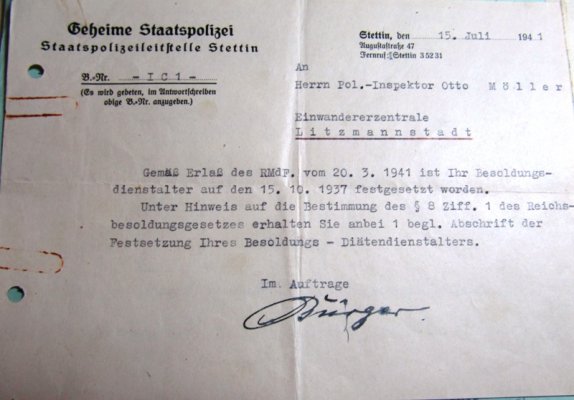 Geheime Staatspolizei
Staatspolizeileitstelle Stettin
B.-Nr. - I C 1 -
(Es wird gebeten, im Antwortschreiben
obige B.-Nr. anzugeben.)
Stettin, den 15. Juli 1941
Augustastraße 47
Fernruf: Stettin 35231
An
Herrn Pol.-Inspektor Otto Möller
Einwandererzentrale
Litzmannstadt
Gemäß Erlaß des RMdF. vom 20. 3. 1941 ist Ihr Besoldungs-
dienstalter auf den 15. 10. 1937 festgesetzt worden.
Unter Hinweis auf die Bestimmung des § 8 Ziff. 1 des Reichs-
besoldungsgesetzes erhalten Sie anbei 1 begl. Abschrift der
Festsetzung Ihres Besoldungs - Diätendienstalters.
Im Auftrage
Bürger